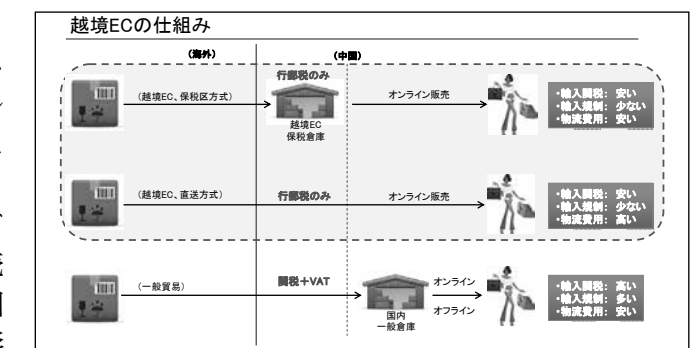 越境ECの仕組み
(海外)
(中国)
行郵税のみ
(越境EC、保税区方式)
オンライン販売
越境EC
保税倉庫
・輸入関税： 安い
・輸入規制： 少ない
・物流費用： 安い
(越境EC、直送方式)
行郵税のみ
オンライン販売
・輸入関税： 安い
・輸入規制： 少ない
・物流費用： 高い
(一般貿易)
関税＋VAT
オンライン
オフライン
国内
一般倉庫
・輸入関税： 高い
・輸入規制： 多い
・物流費用： 安い